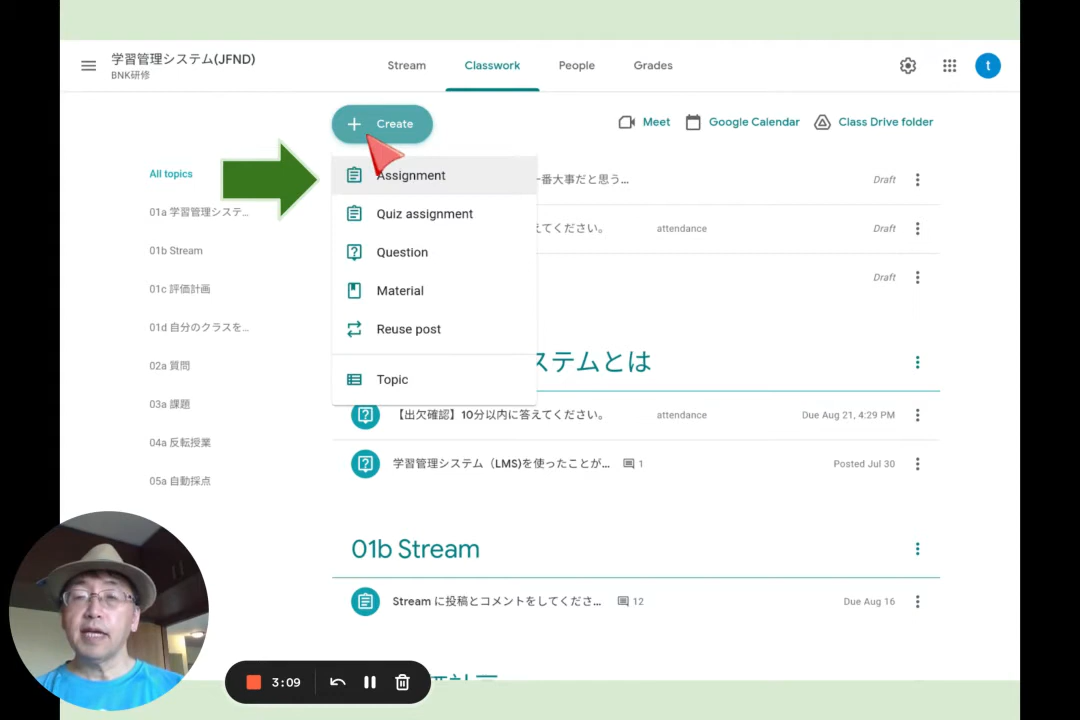 学習管理システム(JFND)
BNK研修
Stream
Classwork
People
Grades
t
Create
Meet
Google Calendar
Class Drive folder
All topics
01a 学習管理システ...
01b Stream
01c 評価計画
01d 自分のクラスを...
02a 質問
03a 課題
04a 反転授業
05a 自動採点
Assignment
Quiz assignment
Question
Material
Reuse post
Topic
一番大事だと思う...
Draft
えてください。
attendance
Draft
Draft
ステムとは
【出欠確認】10分以内に答えてください。
attendance
Due Aug 21, 4:29 PM
学習管理システム（LMS)を使ったことが...
1
Posted Jul 30
01b Stream
Stream に投稿とコメントをしてくださ...
12
Due Aug 16
3:09